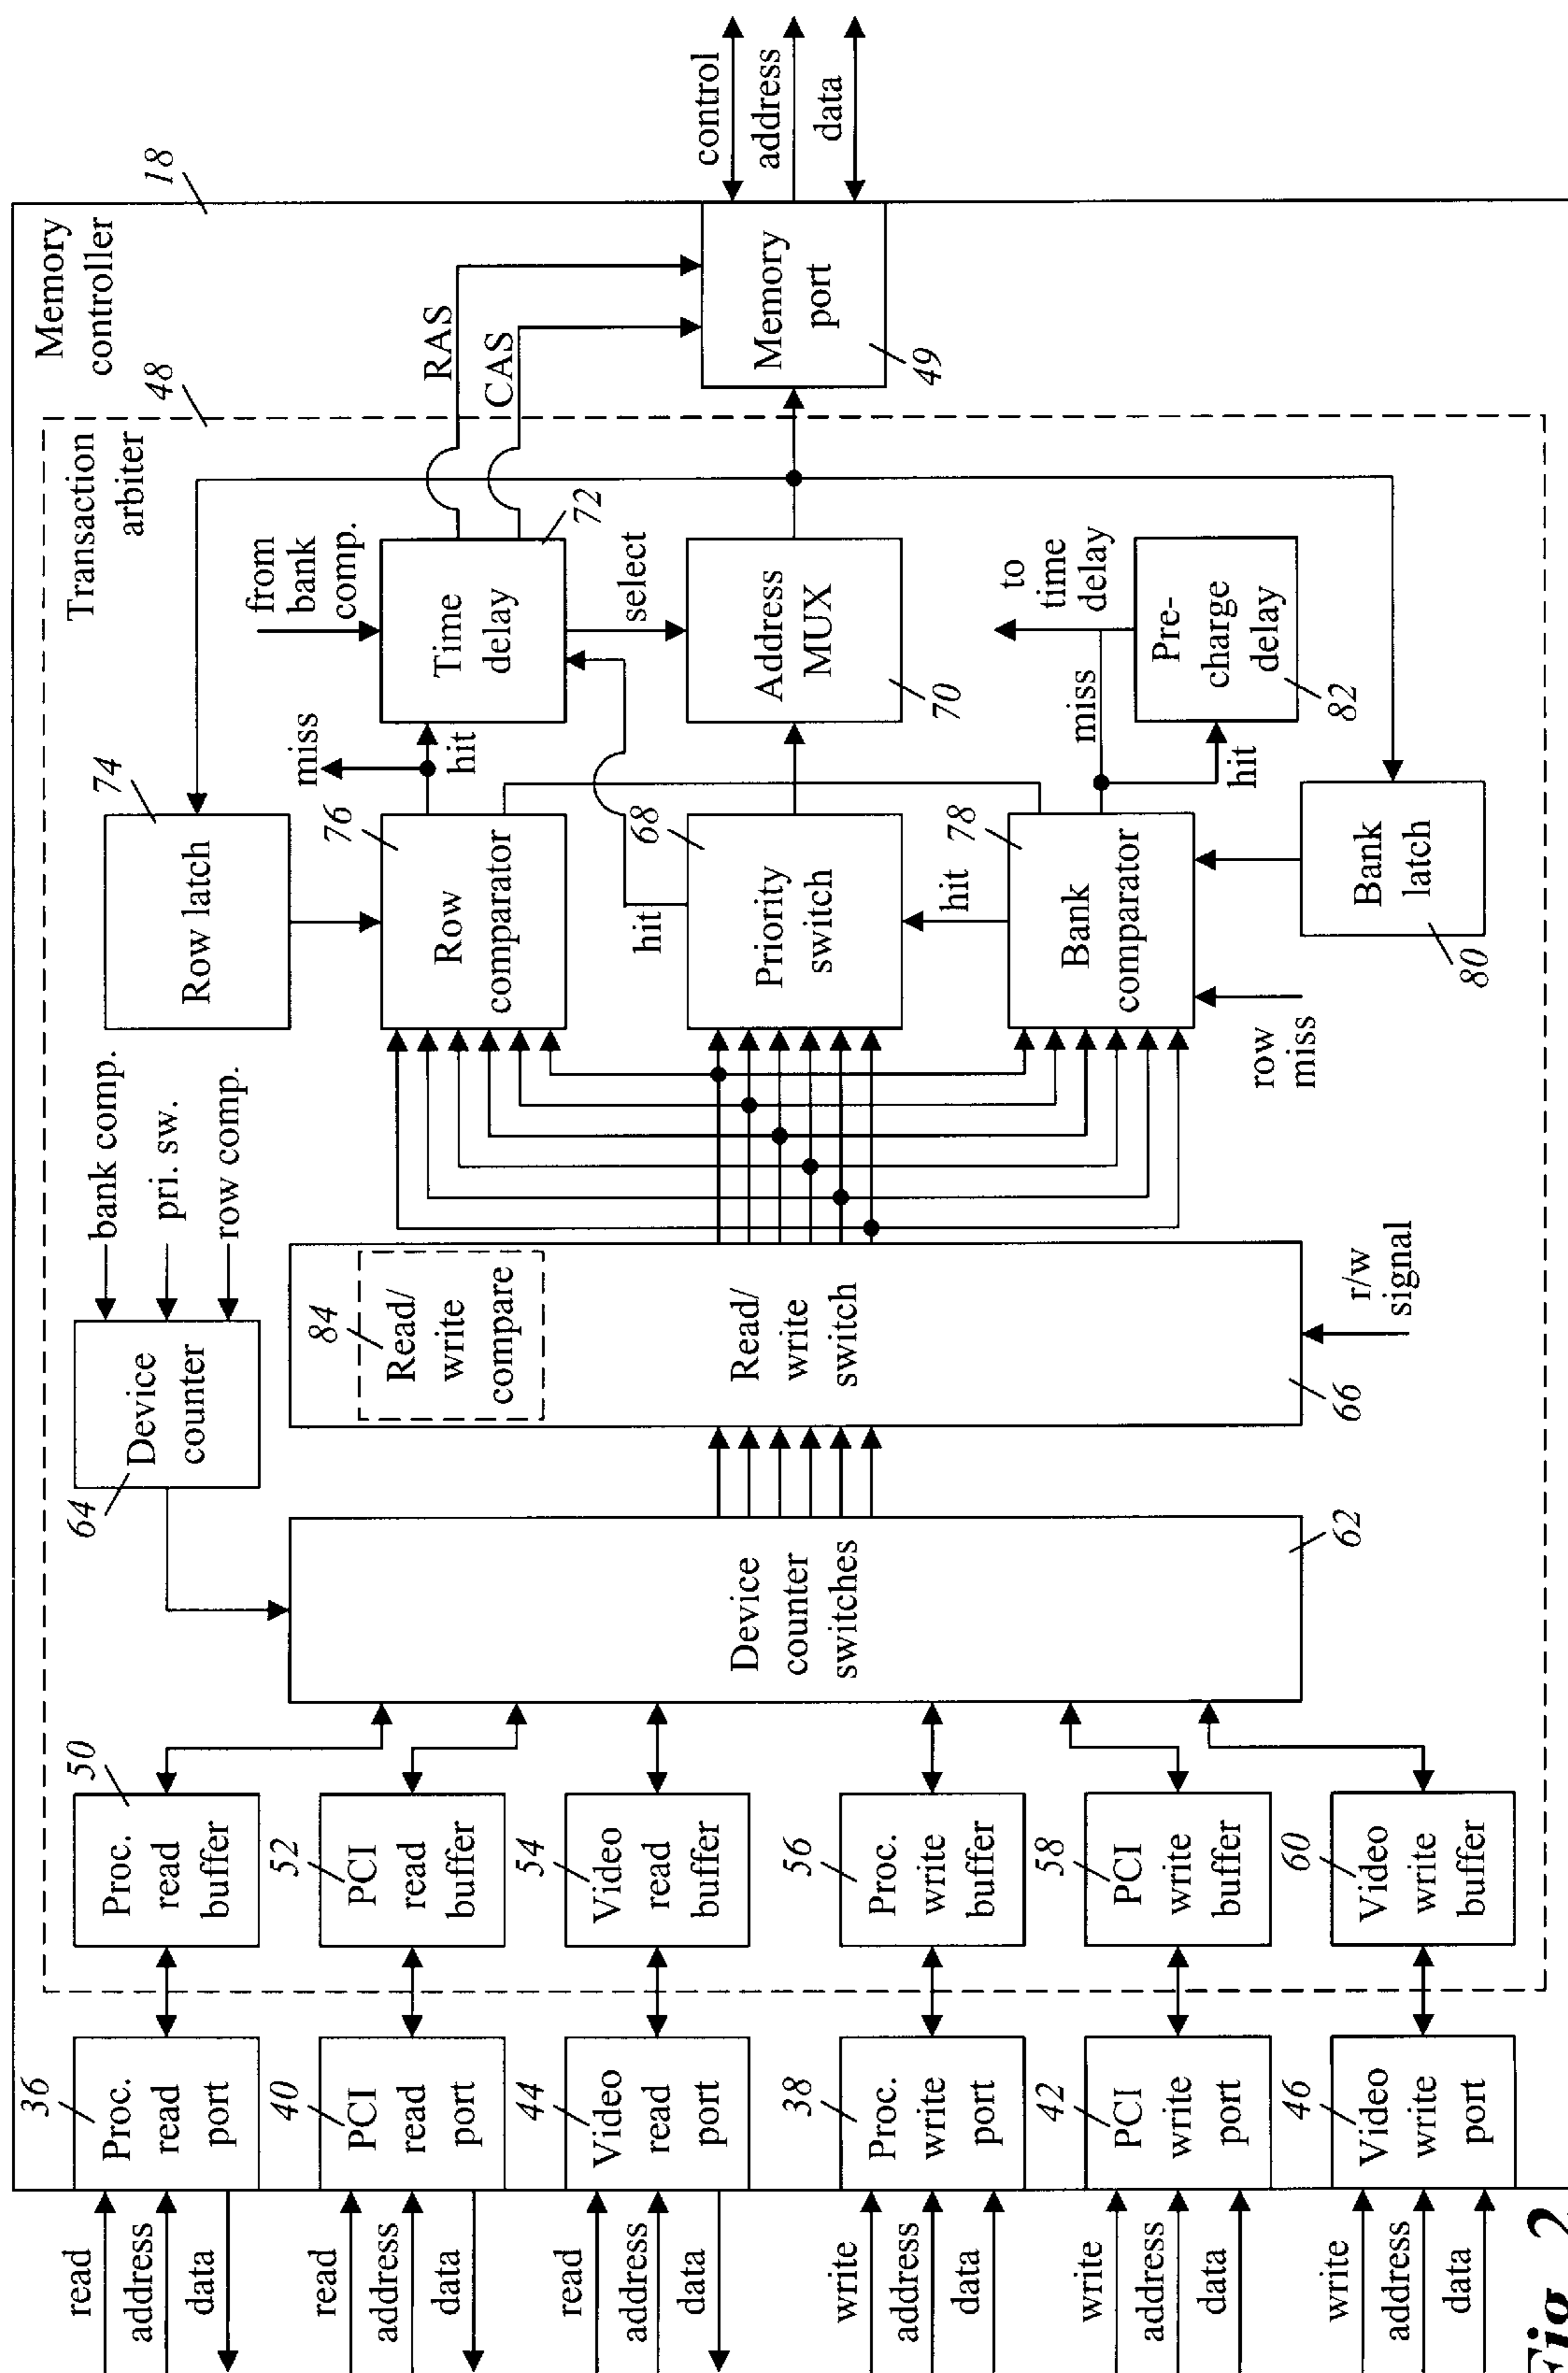 Memory
controller
18
Transaction
arbiter
48
read
address
data
36
Proc.
read
port
50
Proc.
read
buffer
read
address
data
40
PCI
read
port
52
PCI
read
buffer
read
address
data
44
Video
read
port
54
Video
read
buffer
write
address
data
38
Proc.
write
port
56
Proc.
write
buffer
write
address
data
42
PCI
write
port
58
PCI
write
buffer
write
address
data
46
Video
write
port
60
Video
write
buffer
64
Device
counter
bank comp.
pri. sw.
row comp.
Device
counter
switches
62
84
Read/
write
compare
Read/
write
switch
66
r/w
signal
74
Row latch
76
Row
comparator
miss
hit
from
bank
comp.
Time
delay
72
RAS
CAS
hit
68
Priority
switch
select
Address
MUX
70
hit
78
Bank
comparator
row
miss
miss
hit
to
time
delay
Pre-
charge
delay
82
Bank
latch
80
Memory
port
49
control
address
data
Fig. 2